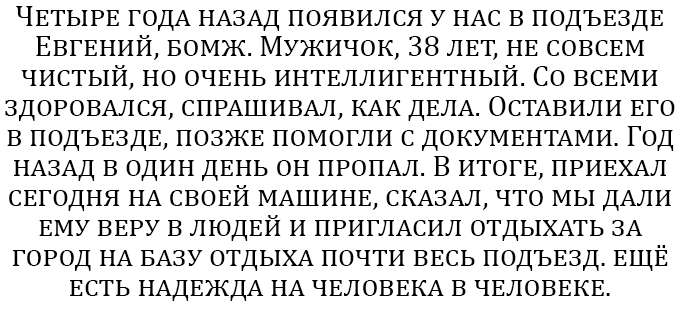 Четыре года назад появился у нас в подъезде
Евгений, бомж. Мужичок, 38 лет, не совсем
чистый, но очень интеллигентный. Со всеми
здоровался, спрашивал, как дела. Оставили его
в подъезде, позже помогли с документами. Год
назад в один день он пропал. В итоге, приехал
сегодня на своей машине, сказал, что мы дали
ему веру в людей и пригласил отдыхать за
город на базу отдыха почти весь подъезд. ещё
есть надежда на человека в человеке.